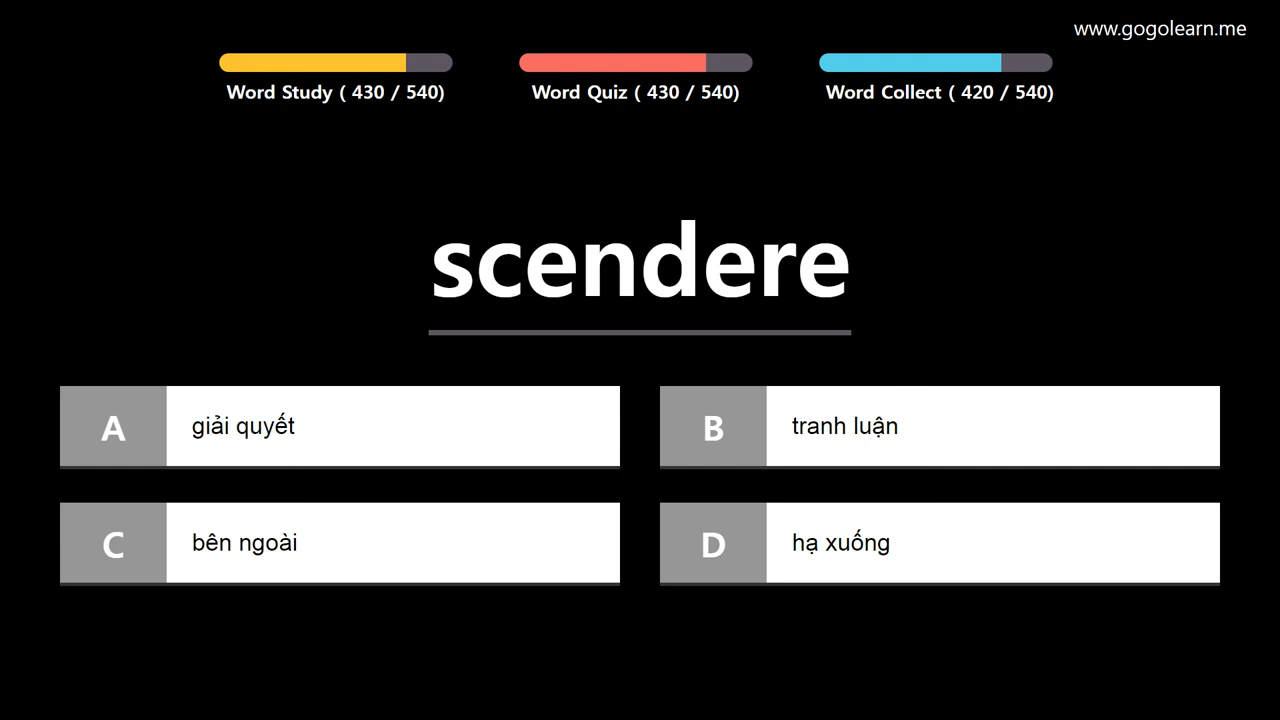 www.gogolearn.me
Word Study ( 430 / 540)
Word Quiz ( 430 / 540)
Word Collect ( 420 / 540)
scendere
A giải quyết
B tranh luận
C bên ngoài
D hạ xuống